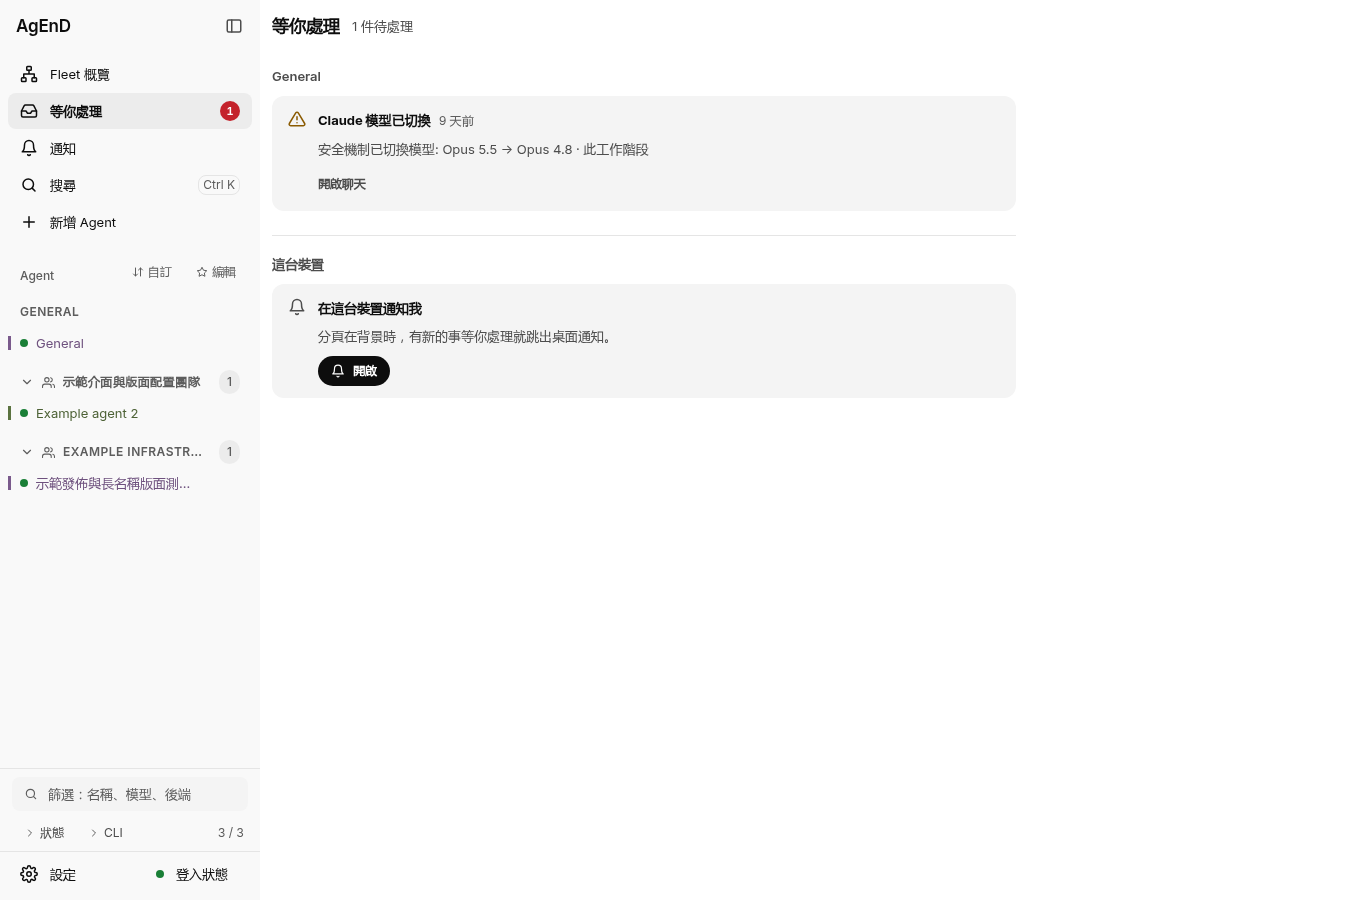 AgEnD
Fleet 概覽
等你處理 1
通知
搜尋 Ctrl K
新增 Agent
Agent 自訂 編輯
GENERAL
General
示範介面與版面配置團隊 1
Example agent 2
EXAMPLE INFRASTR... 1
示範發佈與長名稱版面測...
篩選：名稱、模型、後端
狀態 CLI 3 / 3
設定 登入狀態
等你處理 1 件待處理
General
Claude 模型已切換 9 天前
安全機制已切換模型: Opus 5.5 → Opus 4.8 · 此工作階段
開啟聊天
這台裝置
在這台裝置通知我
分頁在背景時，有新的事等你處理就跳出桌面通知。
開啟